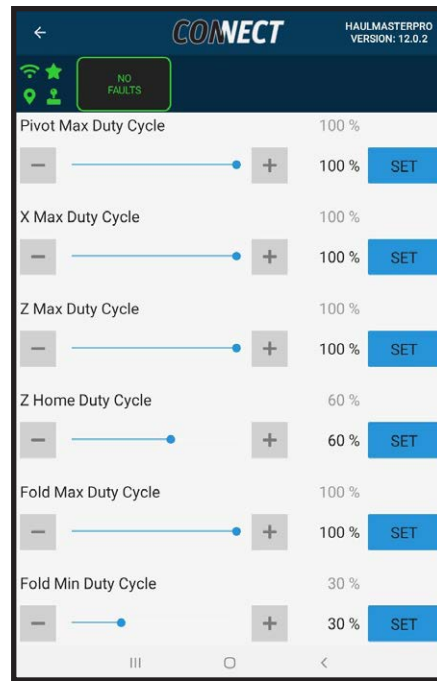 CONNECT
HAULMASTERPRO
VERSION: 12.0.2
NO
FAULTS
Pivot Max Duty Cycle 100 %
100 % SET
X Max Duty Cycle 100 %
100 % SET
Z Max Duty Cycle 100 %
100 % SET
Z Home Duty Cycle 60 %
60 % SET
Fold Max Duty Cycle 100 %
100 % SET
Fold Min Duty Cycle 30 %
30 % SET